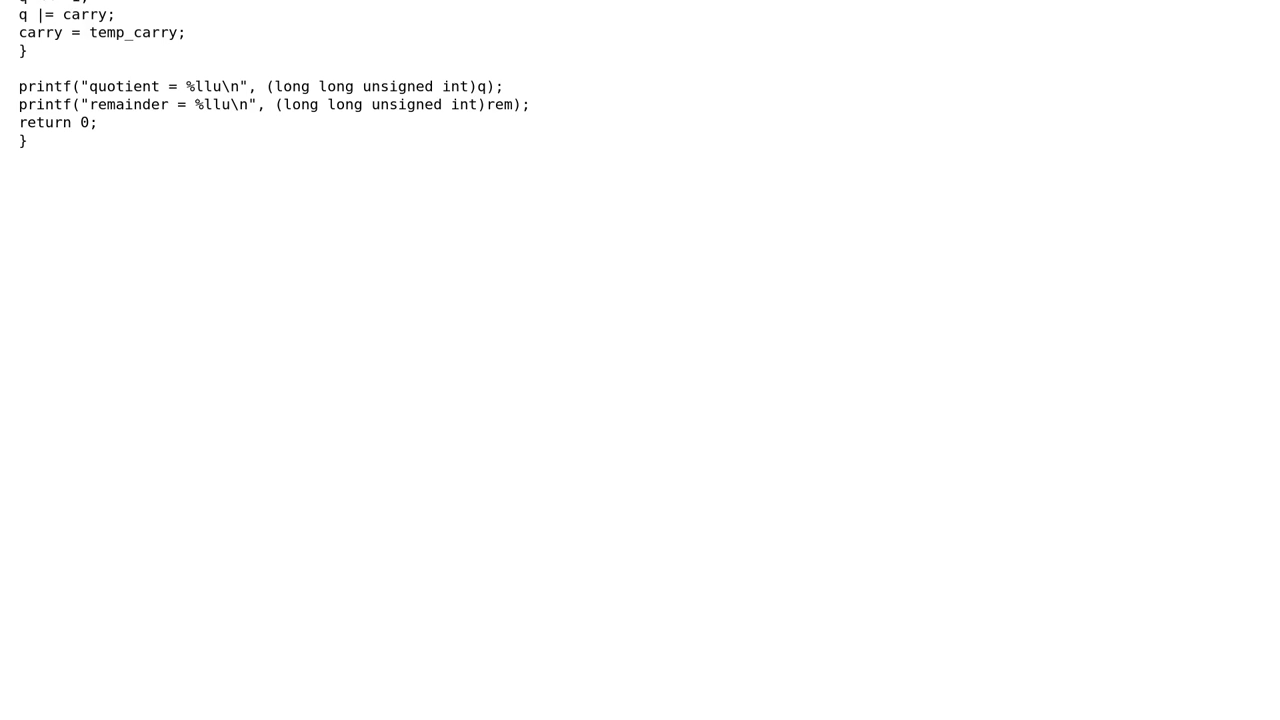 q |= carry;
carry = temp_carry;
}
printf("quotient = %llu\n", (long long unsigned int)q);
printf("remainder = %llu\n", (long long unsigned int)rem);
return 0;
}